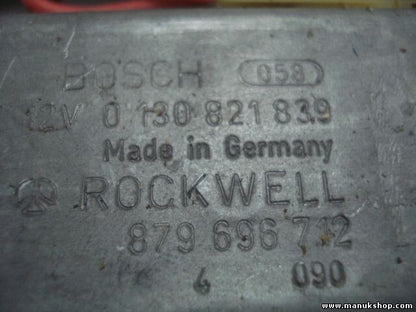 BOSCH 058
12V 0 130 821 839
Made in Germany
ROCKWELL
879 696 712
4 090
www.manukshop.com